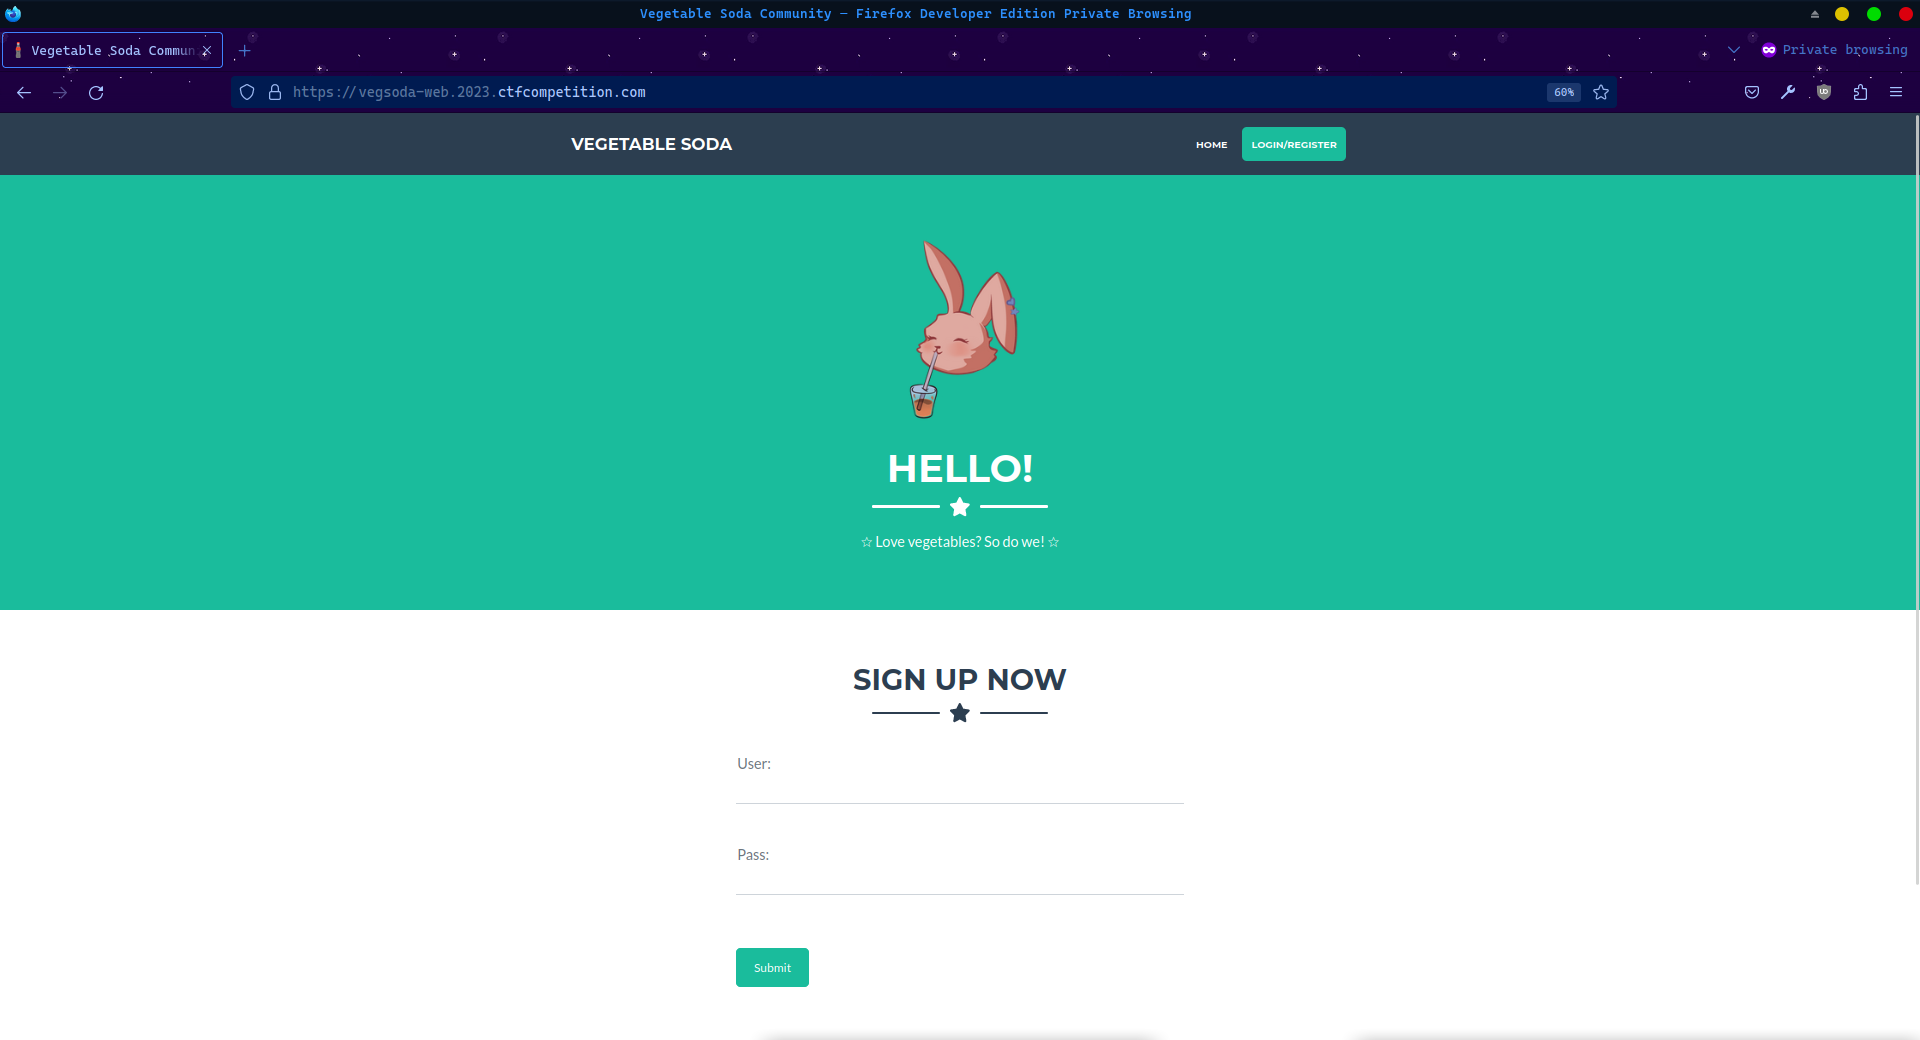 Vegetable Soda Community — Firefox Developer Edition Private Browsing
Vegetable Soda Commun
Private browsing
https://vegsoda-web.2023.ctfcompetition.com
60%
VEGETABLE SODA
HOME
LOGIN/REGISTER
HELLO!
☆ Love vegetables? So do we! ☆
SIGN UP NOW
User:
Pass:
Submit